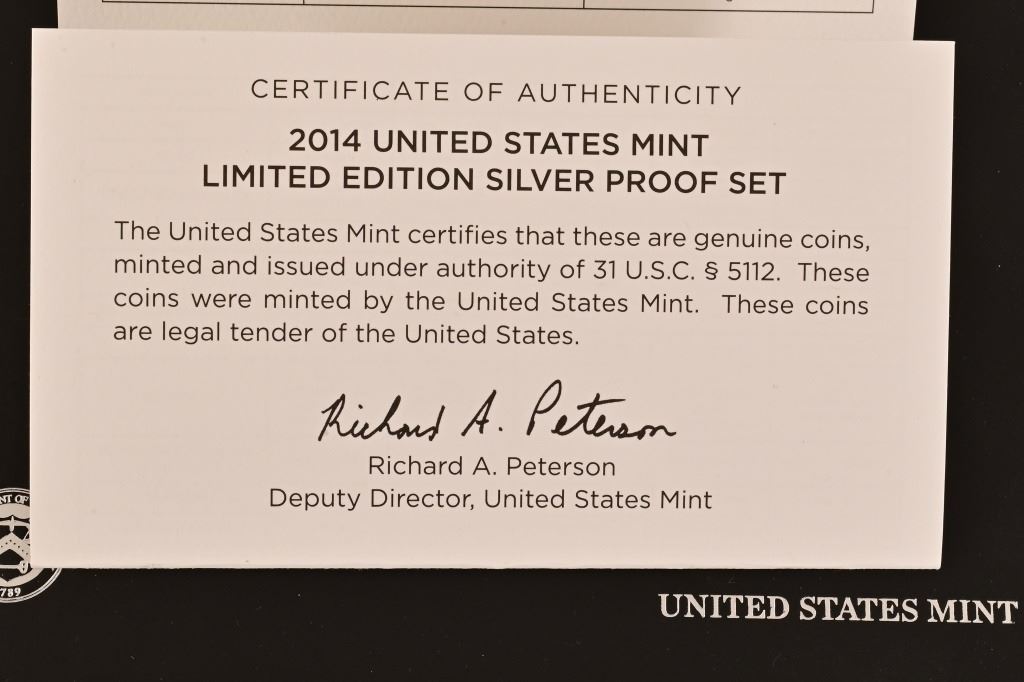 CERTIFICATE OF AUTHENTICITY
2014 UNITED STATES MINT
LIMITED EDITION SILVER PROOF SET
The United States Mint certifies that these are genuine coins,
minted and issued under authority of 31 U.S.C. § 5112. These
coins were minted by the United States Mint. These coins
are legal tender of the United States.
Richard A. Peterson
Richard A. Peterson
Deputy Director, United States Mint
NT OF
789
UNITED STATES MINT